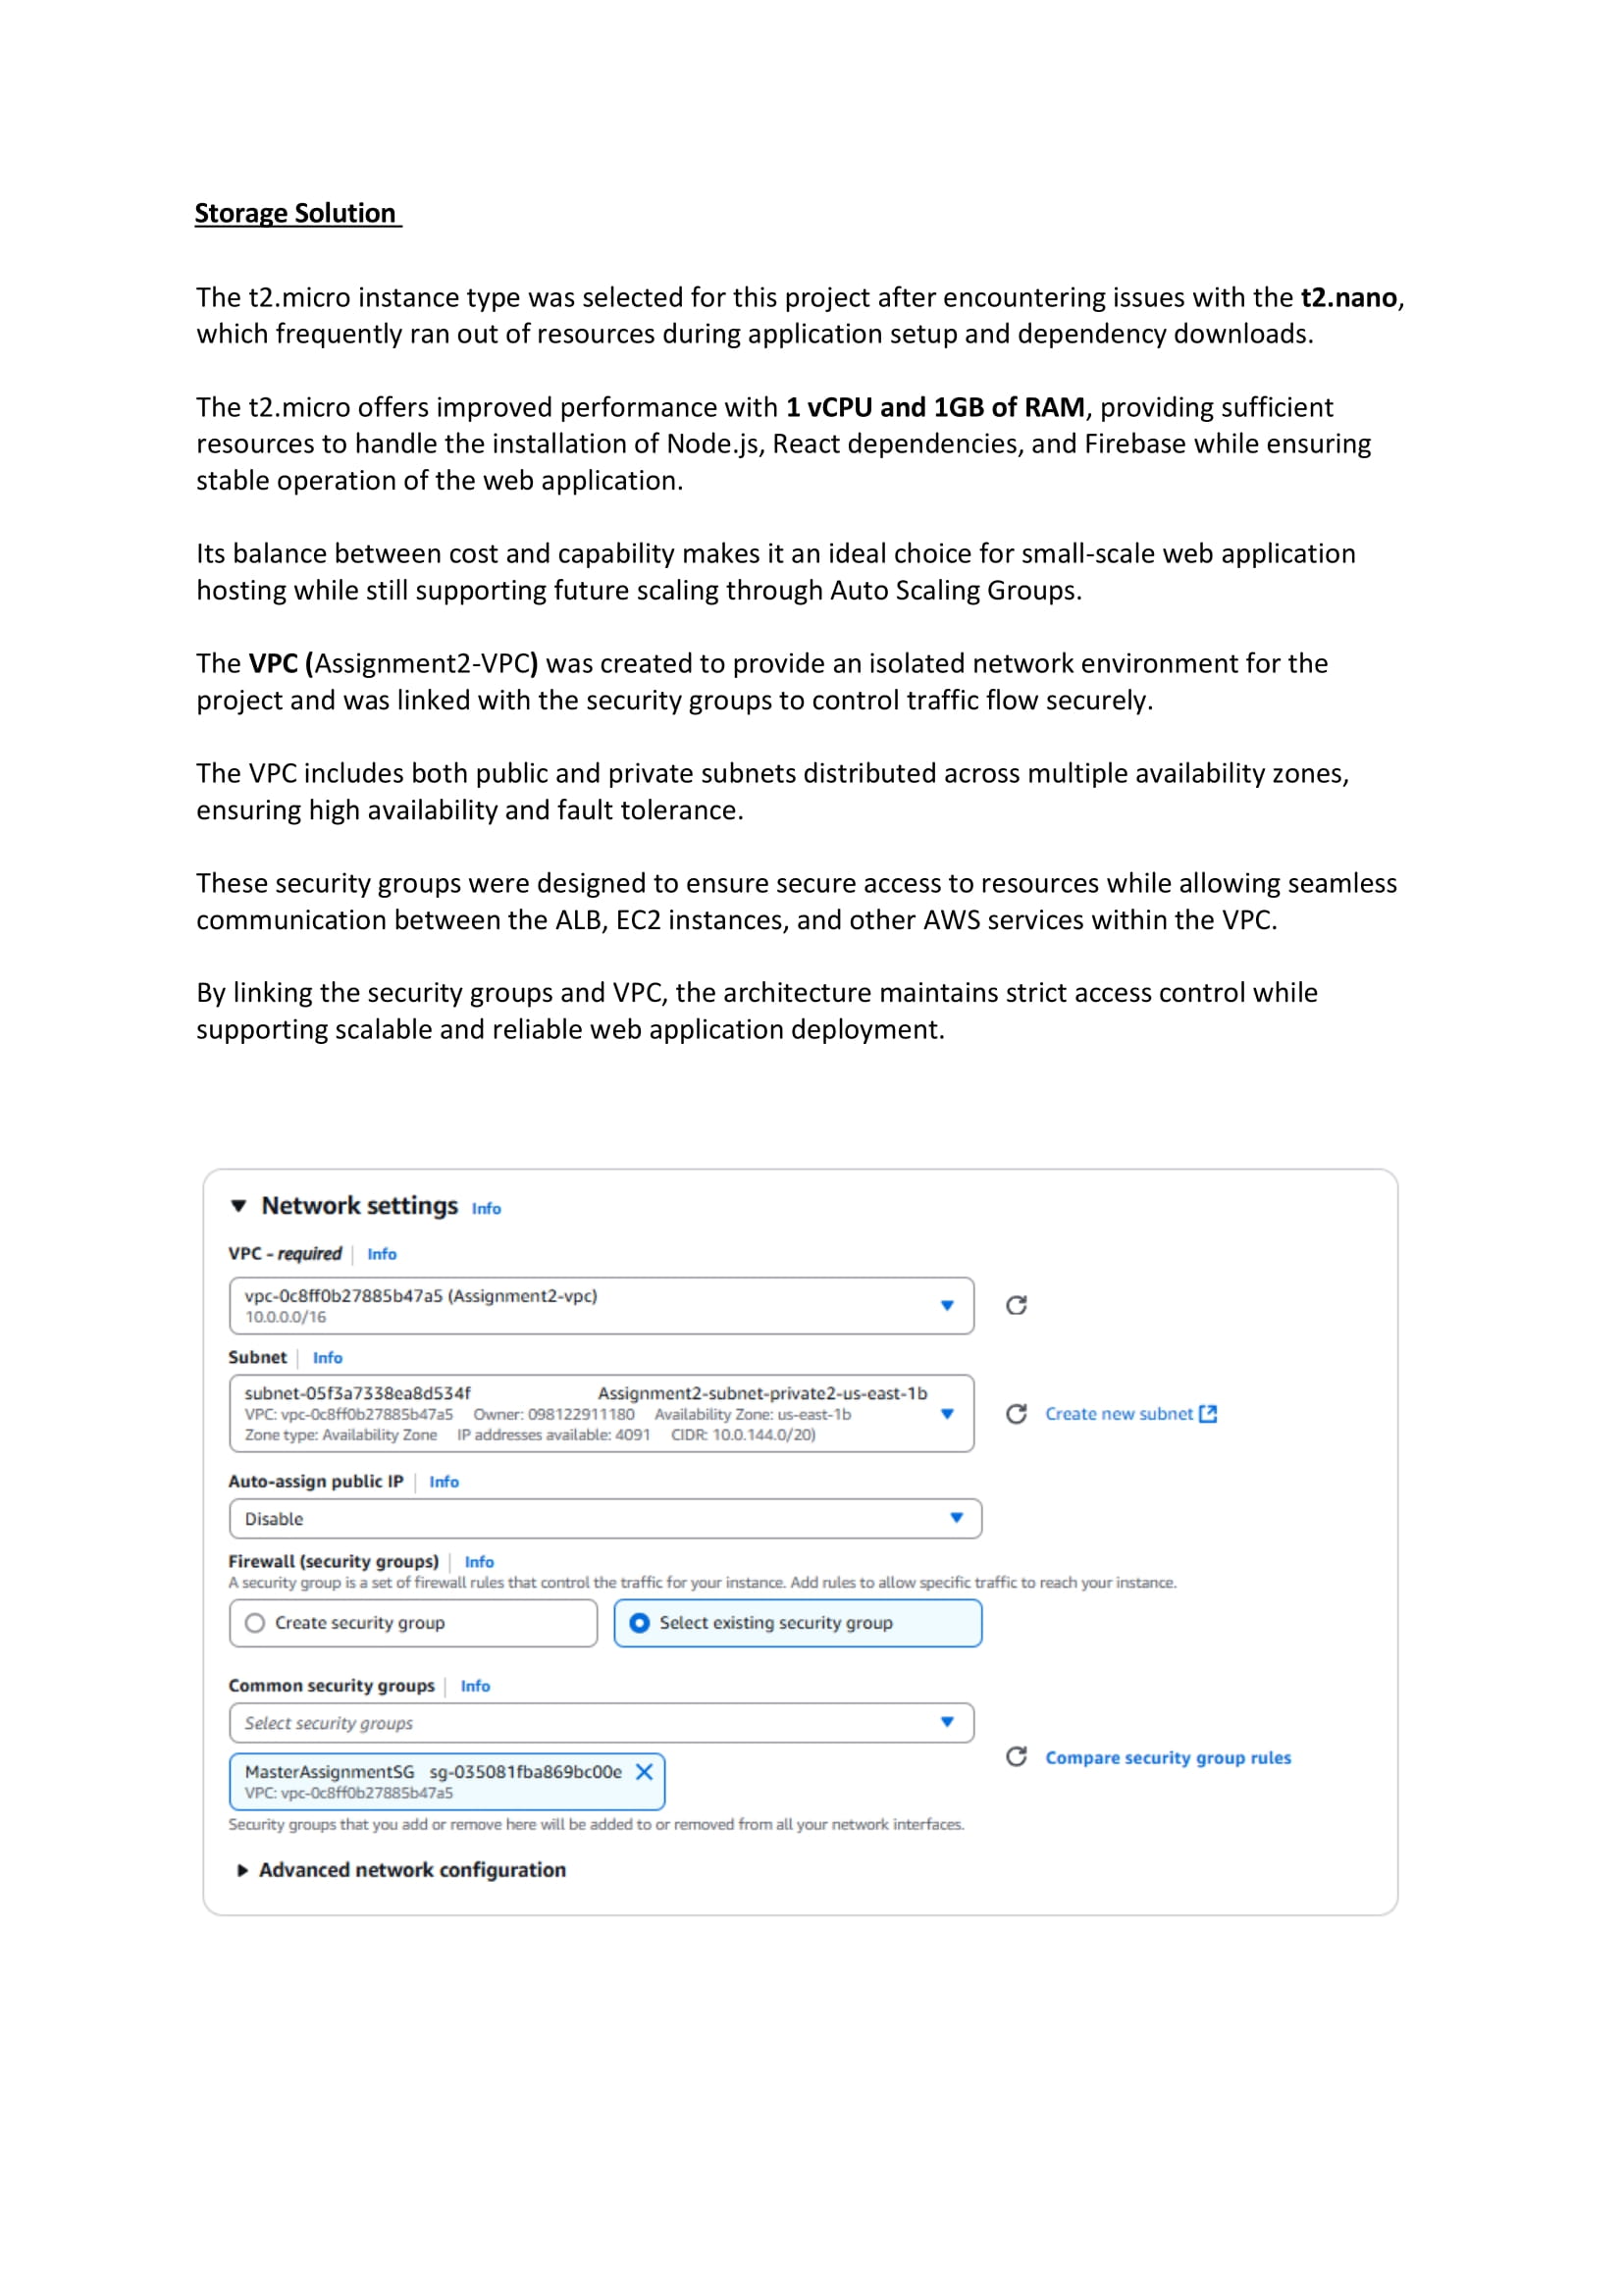 Storage Solution
The t2.micro instance type was selected for this project after encountering issues with the t2.nano,
which frequently ran out of resources during application setup and dependency downloads.
The t2.micro offers improved performance with 1 vCPU and 1GB of RAM, providing sufficient
resources to handle the installation of Node.js, React dependencies, and Firebase while ensuring
stable operation of the web application.
Its balance between cost and capability makes it an ideal choice for small-scale web application
hosting while still supporting future scaling through Auto Scaling Groups.
The VPC (Assignment2-VPC) was created to provide an isolated network environment for the
project and was linked with the security groups to control traffic flow securely.
The VPC includes both public and private subnets distributed across multiple availability zones,
ensuring high availability and fault tolerance.
These security groups were designed to ensure secure access to resources while allowing seamless
communication between the ALB, EC2 instances, and other AWS services within the VPC.
By linking the security groups and VPC, the architecture maintains strict access control while
supporting scalable and reliable web application deployment.
Network settings Info
VPC - required Info
vpc-0c8ff0b27885b47a5 (Assignment2-vpc)
10.0.0.0/16
Subnet Info
subnet-05f3a7338ea8d534f Assignment2-subnet-private2-us-east-1b
VPC: vpc-0c8ff0b27885b47a5 Owner: 098122911180 Availability Zone: us-east-1b
Zone type: Availability Zone IP addresses available: 4091 CIDR: 10.0.144.0/20)
Create new subnet
Auto-assign public IP Info
Disable
Firewall (security groups) Info
A security group is a set of firewall rules that control the traffic for your instance. Add rules to allow specific traffic to reach your instance.
Create security group Select existing security group
Common security groups Info
Select security groups
MasterAssignmentSG sg-035081fba869bc00e
VPC: vpc-0c8ff0b27885b47a5
Compare security group rules
Security groups that you add or remove here will be added to or removed from all your network interfaces.
Advanced network configuration